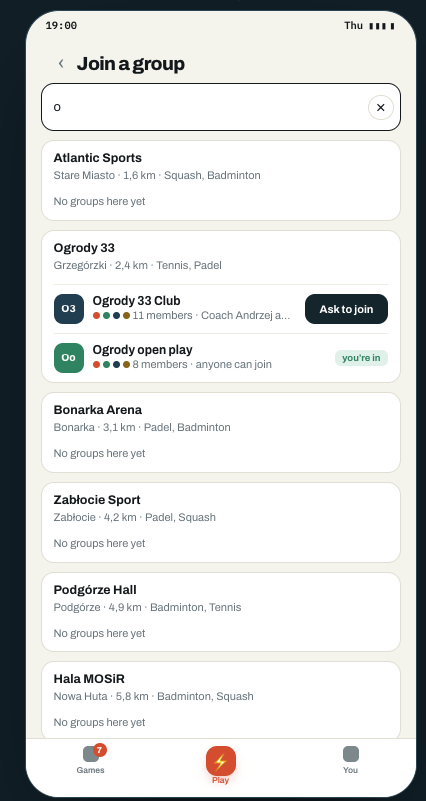 19:00 Thu
Join a group
o
Atlantic Sports
Stare Miasto · 1,6 km · Squash, Badminton
No groups here yet
Ogrody 33
Grzegórzki · 2,4 km · Tennis, Padel
O3 Ogrody 33 Club
11 members · Coach Andrzej a...
Ask to join
Oo Ogrody open play
8 members · anyone can join
you're in
Bonarka Arena
Bonarka · 3,1 km · Padel, Badminton
No groups here yet
Zabłocie Sport
Zabłocie · 4,2 km · Padel, Squash
No groups here yet
Podgórze Hall
Podgórze · 4,9 km · Badminton, Tennis
No groups here yet
Hala MOSiR
Nowa Huta · 5,8 km · Badminton, Squash
No groups here yet
7
Games Play You